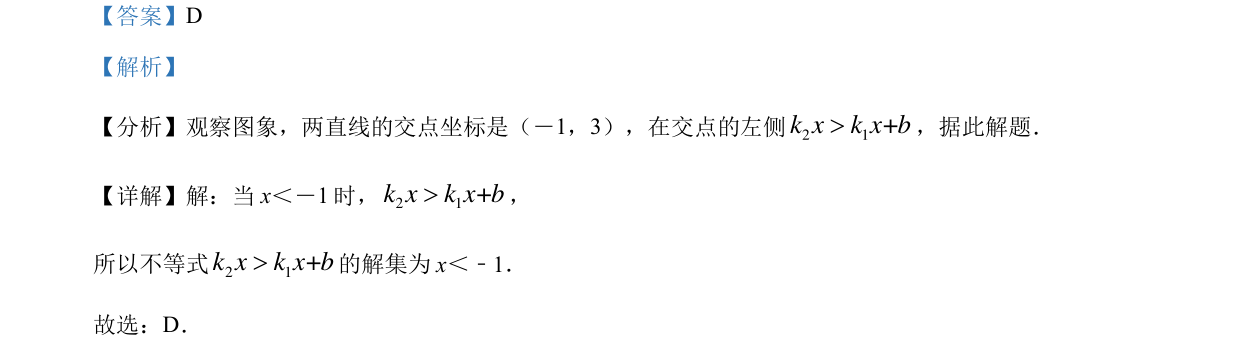 【答案】D
【解析】
【分析】观察图象，两直线的交点坐标是（－1，3），在交点的左侧k₂x＞k₁x+b，据此解题．
【详解】解：当x＜－1时，k₂x＞k₁x+b，
所以不等式k₂x＞k₁x+b的解集为x＜﹣1．
故选：D．